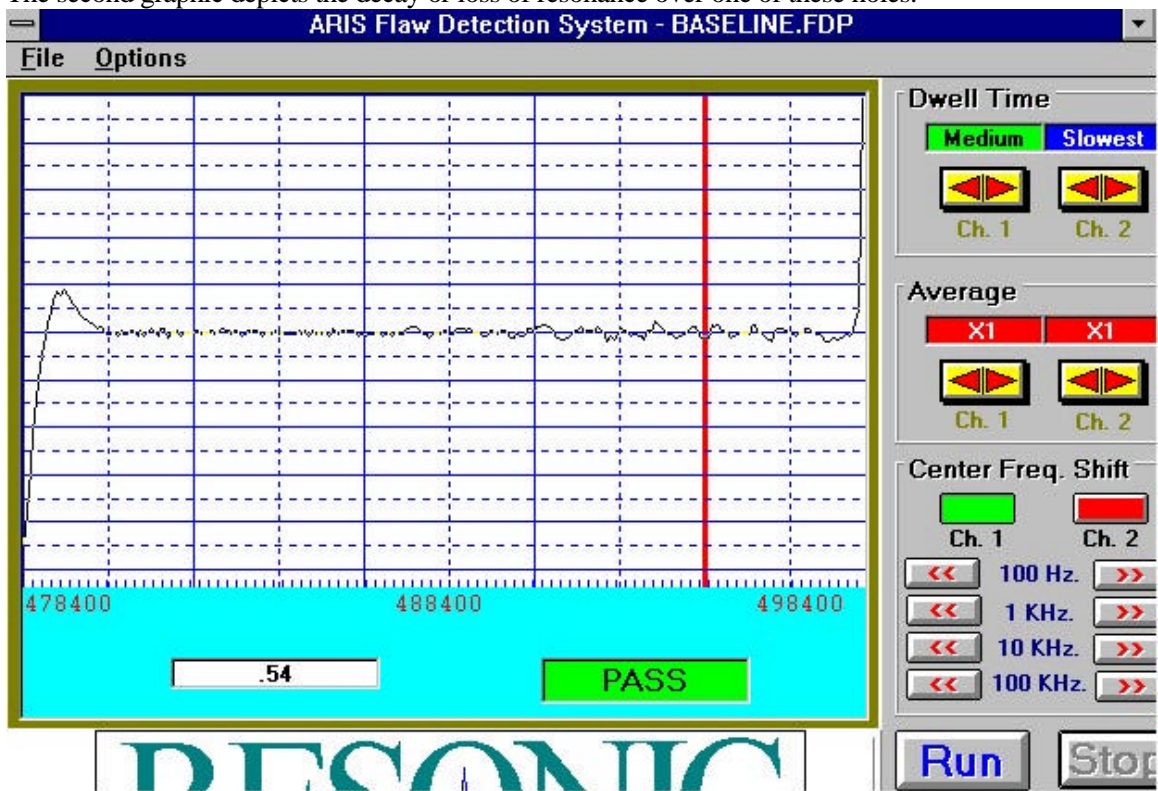 The second graphic depicts the decay or loss of resonance over one of these holes.
ARIS Flaw Detection System - BASELINE.FDP
File Options
Dwell Time
Medium Slowest
Ch. 1 Ch. 2
Average
X1 X1
Ch. 1 Ch. 2
Center Freq. Shift
Ch. 1 Ch. 2
<< 100 Hz. >>
<< 1 KHz. >>
<< 10 KHz. >>
<< 100 KHz. >>
478400 488400 498400
.54 PASS
RESONIC
Run Stop